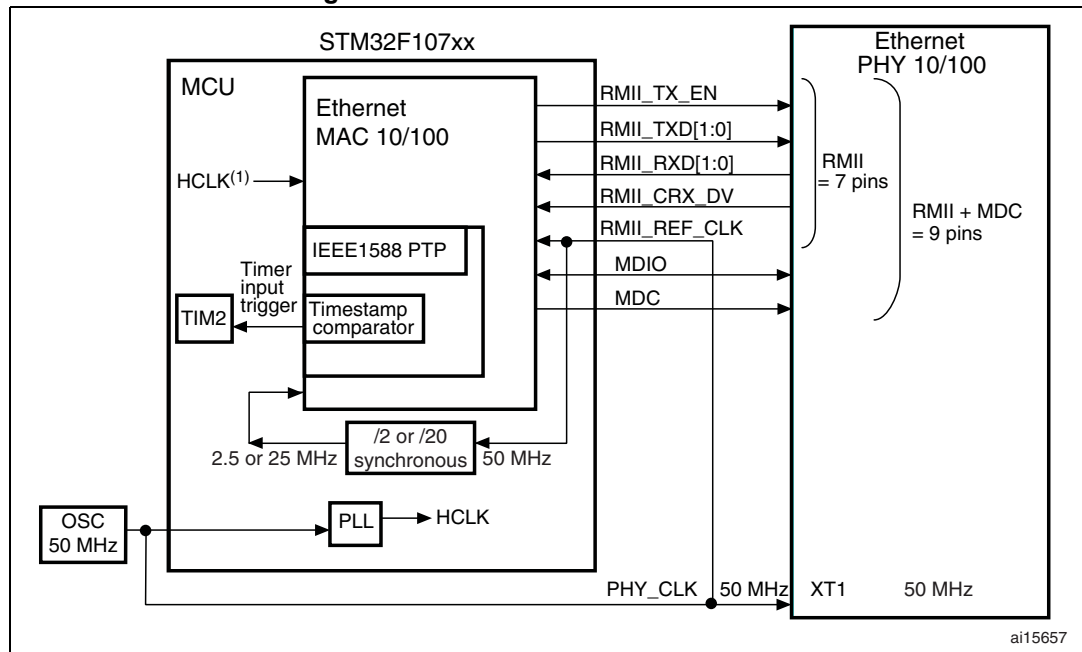 STM32F107xx
MCU
Ethernet
MAC 10/100
HCLK(1)
IEEE1588 PTP
Timer
input
trigger
TIM2
Timestamp
comparator
/2 or /20
synchronous
2.5 or 25 MHz
50 MHz
OSC
50 MHz
PLL
HCLK
RMII_TX_EN
RMII_TXD[1:0]
RMII_RXD[1:0]
RMII_CRX_DV
RMII_REF_CLK
MDIO
MDC
PHY_CLK
50 MHz
Ethernet
PHY 10/100
RMII
= 7 pins
RMII + MDC
= 9 pins
XT1
50 MHz
ai15657